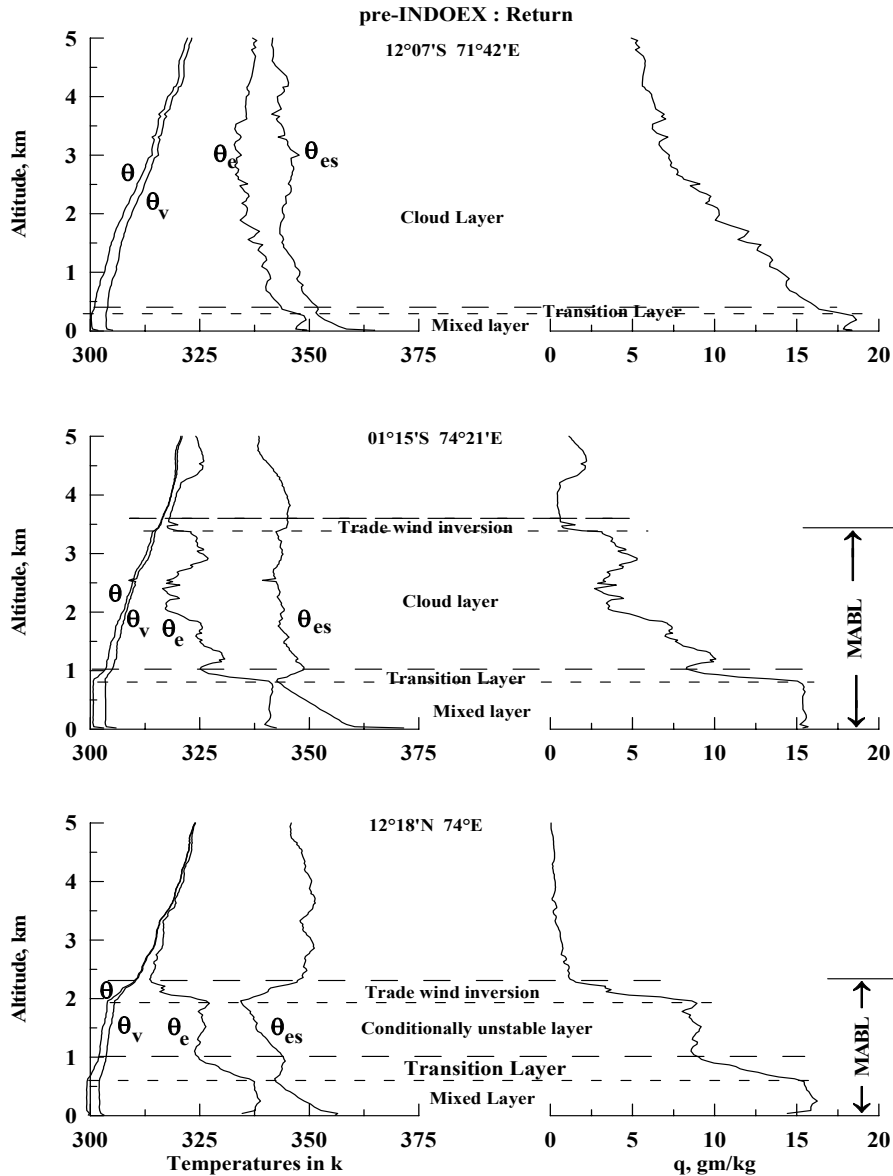 pre-INDOEX : Return
12°07'S 71°42'E
5
4
3
2
1
0
Altitude, km
θ
θv
θe
θes
Cloud Layer
Transition Layer
Mixed layer
300 325 350 375 0 5 10 15 20
01°15'S 74°21'E
5
4
3
2
1
0
Altitude, km
Trade wind inversion
θ
θv
θe
θes
Cloud layer
Transition Layer
Mixed layer
MABL
300 325 350 375 0 5 10 15 20
12°18'N 74°E
5
4
3
2
1
0
Altitude, km
θ
θv
θe
θes
Trade wind inversion
Conditionally unstable layer
Transition Layer
Mixed Layer
MABL
300 325 350 375 0 5 10 15 20
Temperatures in k q, gm/kg